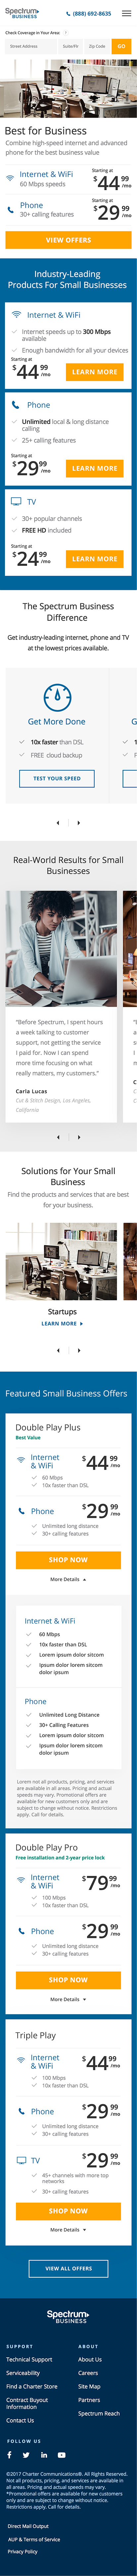 Spectrum
BUSINESS
(888) 692-8635
Check Coverage in Your Area:
Street Address
Suite/Flr
Zip Code
GO
Best for Business
Combine high-speed internet and advanced
phone for the best business value.
Internet & WiFi
60 Mbps speeds
Starting at
$44 99 /mo
Phone
30+ calling features
Starting at
$29 99 /mo
VIEW OFFERS
Industry-Leading
Products For Small Businesses
Internet & WiFi
Internet speeds up to 300 Mbps
available
Enough bandwidth for all your devices
Starting at
$44 99 /mo
LEARN MORE
Phone
Unlimited local & long distance
calling
25+ calling features
Starting at
$29 99 /mo
LEARN MORE
TV
30+ popular channels
FREE HD included
Starting at
$24 99 /mo
LEARN MORE
The Spectrum Business
Difference
Get industry-leading internet, phone and TV
at the lowest prices available.
Get More Done
10x faster than DSL
FREE cloud backup
TEST YOUR SPEED
G
Real-World Results for Small
Businesses
"Before Spectrum, I spent hours
a week talking to customer
support, not getting the service
I paid for. Now I can spend
more time focusing on what
really matters, my customers."
Carla Lucas
Cut & Stitch Design, Los Angeles,
California
Solutions for Your Small
Business
Find the products and services that are best
for your business.
Startups
LEARN MORE
Featured Small Business Offers
Double Play Plus
Best Value
Internet
& WiFi
$44 99 /mo
60 Mbps
10x faster than DSL
Phone
$29 99 /mo
Unlimited long distance
30+ calling features
SHOP NOW
More Details
Internet & WiFi
60 Mbps
10x faster than DSL
Lorem ipsum dolor sitcom
Ipsum dolor lorem sitcom
dolor ipsum
Phone
Unlimited Long Distance
30+ Calling Features
Lorem ipsum dolor sitcom
Ipsum dolor lorem sitcom
dolor ipsum
Lorem not all products, pricing, and services
are available in all areas. Pricing and actual
speeds may vary. Promotional offers are
available for new customers only and are
subject to change without notice. Restrictions
apply. Call for details.
Double Play Pro
Free installation and 2-year price lock
Internet
& WiFi
$79 99 /mo
100 Mbps
10x faster than DSL
Phone
$29 99 /mo
Unlimited long distance
30+ calling features
SHOP NOW
More Details
Triple Play
Internet
& WiFi
$44 99 /mo
100 Mbps
10x faster than DSL
Phone
$29 99 /mo
Unlimited long distance
30+ calling features
TV
$29 99 /mo
45+ channels with more top
networks
30+ calling features
SHOP NOW
More Details
VIEW ALL OFFERS
Spectrum
BUSINESS
SUPPORT
Technical Support
Serviceability
Find a Charter Store
Contract Buyout
Information
Contact Us
ABOUT
About Us
Careers
Site Map
Partners
Spectrum Reach
FOLLOW US
©2017 Charter Communications®. All Rights Reserved.
Not all products, pricing, and services are available in
all areas. Pricing and actual speeds may vary.
*Promotional offers are available for new customers
only and are subject to change without notice.
Restrictions apply. Call for details.
Direct Mail Output
AUP & Terms of Service
Privacy Policy